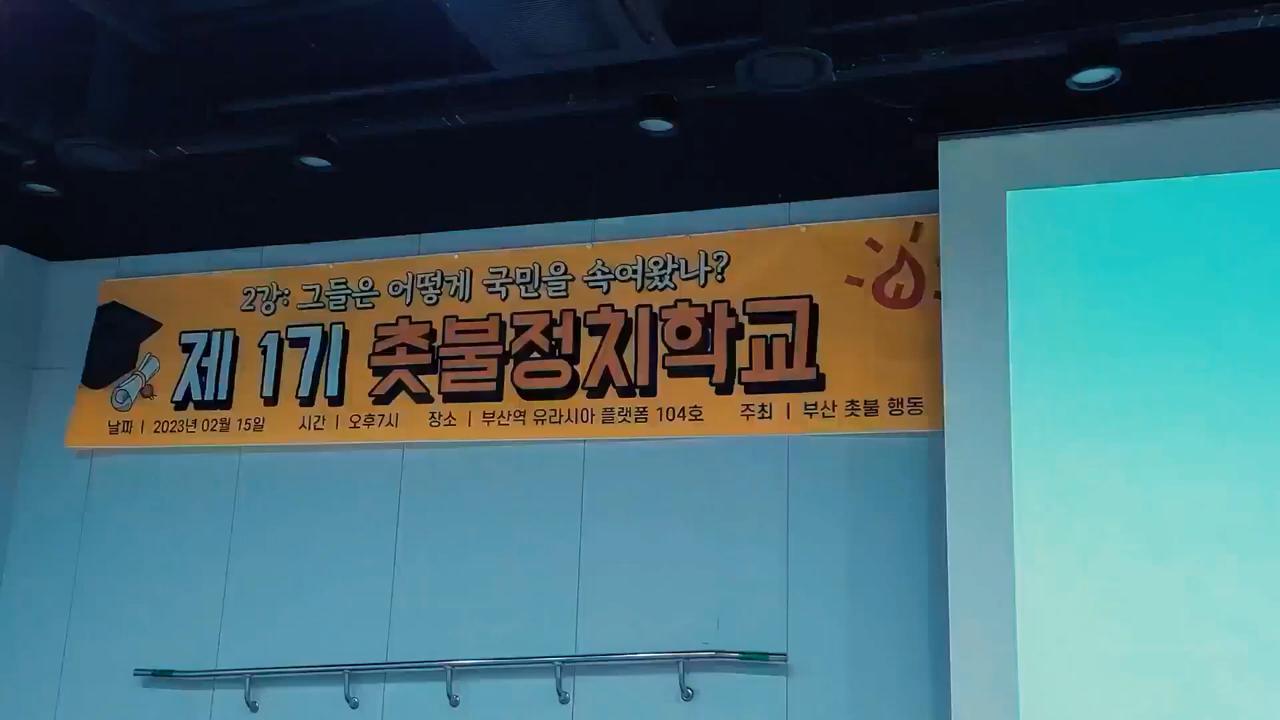 2강: 그들은 어떻게 국민을 속여왔나?
제 1기 촛불정치학교
날짜 | 2023년 02월 15일 시간 | 오후7시 장소 | 부산역 유라시아 플랫폼 104호 주최 | 부산 촛불 행동